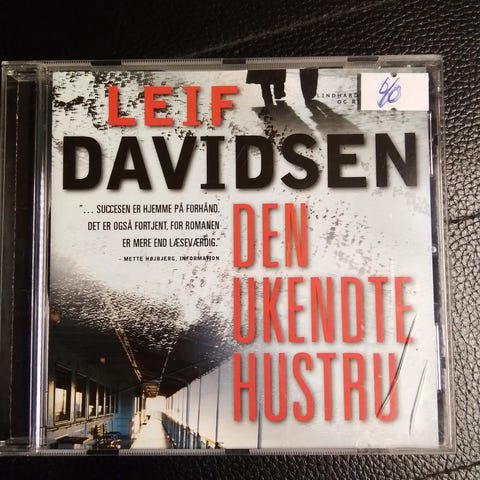 LEIF
LINDHARDT
OG R
DAVIDSEN
"... SUCCESEN ER HJEMME PÅ FORHÅND.
DET ER OGSÅ FORTJENT, FOR ROMANEN
ER MERE END LÆSEVÆRDIG."
- METTE HØJBJERG, INFORMATION
DEN
UKENDTE
HUSTRU